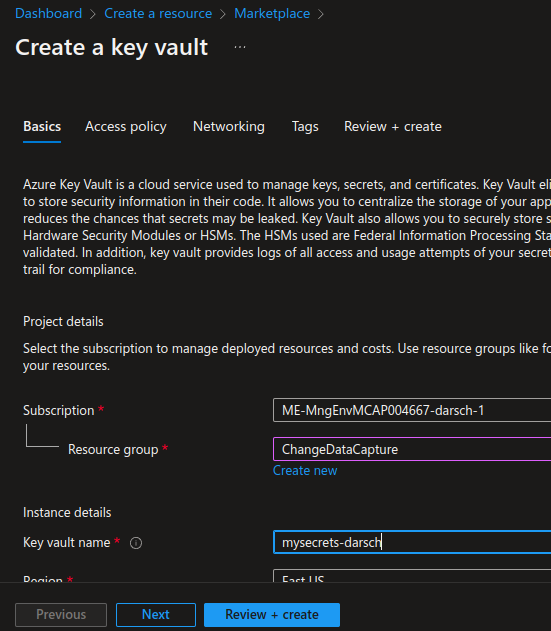 Dashboard > Create a resource > Marketplace >
Create a key vault ...
Basics Access policy Networking Tags Review + create
Azure Key Vault is a cloud service used to manage keys, secrets, and certificates. Key Vault eli
to store security information in their code. It allows you to centralize the storage of your app
reduces the chances that secrets may be leaked. Key Vault also allows you to securely store s
Hardware Security Modules or HSMs. The HSMs used are Federal Information Processing Sta
validated. In addition, key vault provides logs of all access and usage attempts of your secret
trail for compliance.
Project details
Select the subscription to manage deployed resources and costs. Use resource groups like fo
your resources.
Subscription * ME-MngEnvMCAP004667-darsch-1
Resource group * ChangeDataCapture
Create new
Instance details
Key vault name * mysecrets-darsch
Region * East US
Previous Next Review + create